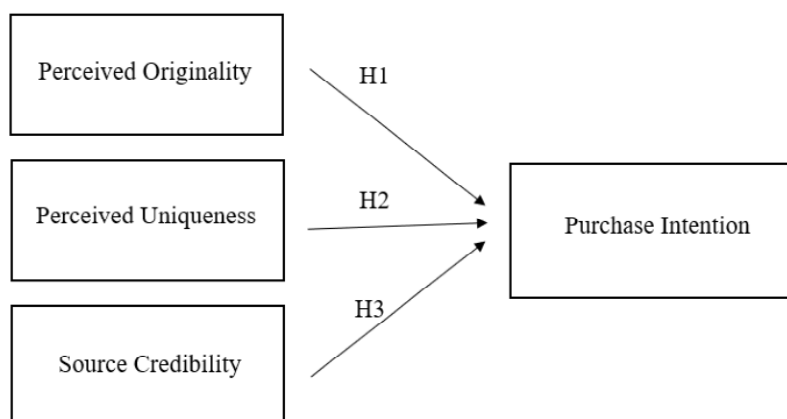 Perceived Originality
H1
Perceived Uniqueness
H2
Purchase Intention
H3
Source Credibility